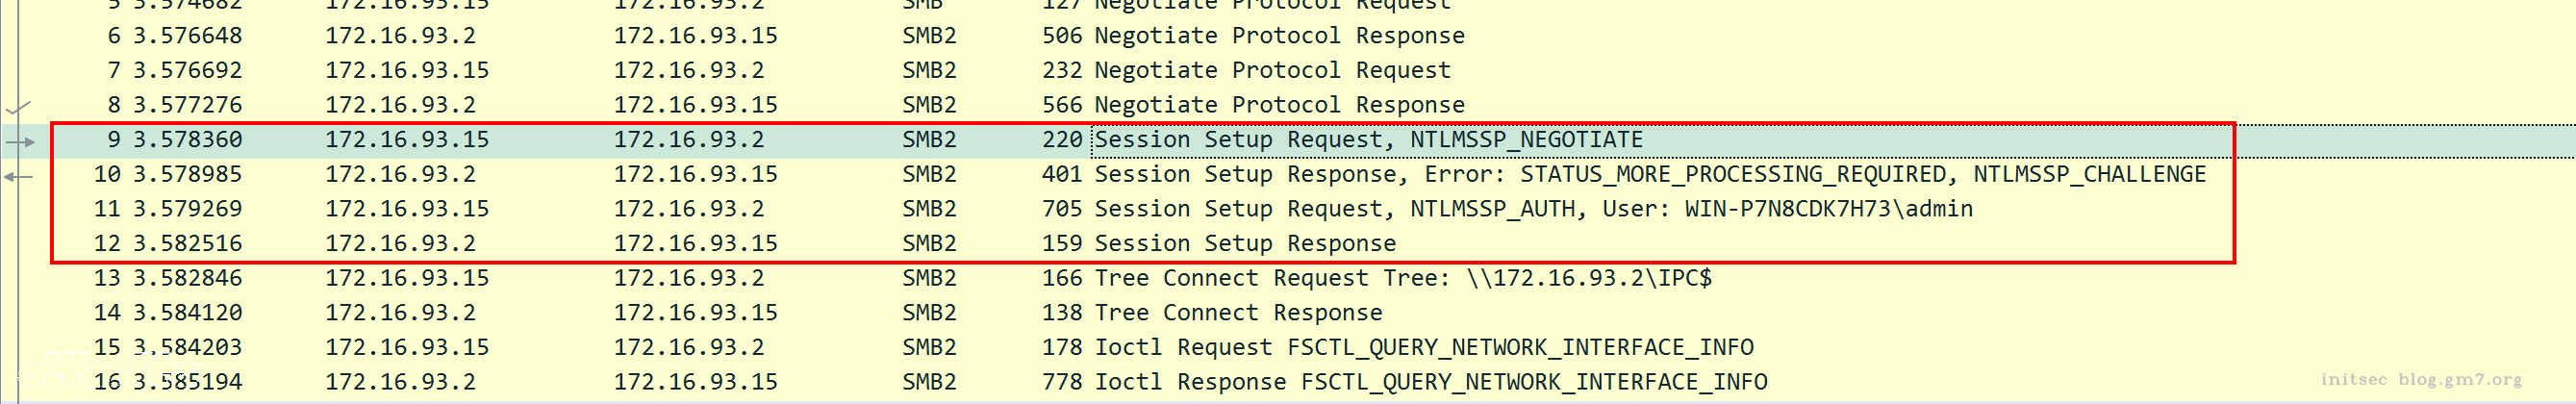 5 3.574682 172.16.93.15 172.16.93.2 SMB 127 Negotiate Protocol Request
6 3.576648 172.16.93.2 172.16.93.15 SMB2 506 Negotiate Protocol Response
7 3.576692 172.16.93.15 172.16.93.2 SMB2 232 Negotiate Protocol Request
8 3.577276 172.16.93.2 172.16.93.15 SMB2 566 Negotiate Protocol Response
9 3.578360 172.16.93.15 172.16.93.2 SMB2 220 Session Setup Request, NTLMSSP_NEGOTIATE
10 3.578985 172.16.93.2 172.16.93.15 SMB2 401 Session Setup Response, Error: STATUS_MORE_PROCESSING_REQUIRED, NTLMSSP_CHALLENGE
11 3.579269 172.16.93.15 172.16.93.2 SMB2 705 Session Setup Request, NTLMSSP_AUTH, User: WIN-P7N8CDK7H73\admin
12 3.582516 172.16.93.2 172.16.93.15 SMB2 159 Session Setup Response
13 3.582846 172.16.93.15 172.16.93.2 SMB2 166 Tree Connect Request Tree: \\172.16.93.2\IPC$
14 3.584120 172.16.93.2 172.16.93.15 SMB2 138 Tree Connect Response
15 3.584203 172.16.93.15 172.16.93.2 SMB2 178 Ioctl Request FSCTL_QUERY_NETWORK_INTERFACE_INFO
16 3.585194 172.16.93.2 172.16.93.15 SMB2 778 Ioctl Response FSCTL_QUERY_NETWORK_INTERFACE_INFO
initsec blog.gm7.org